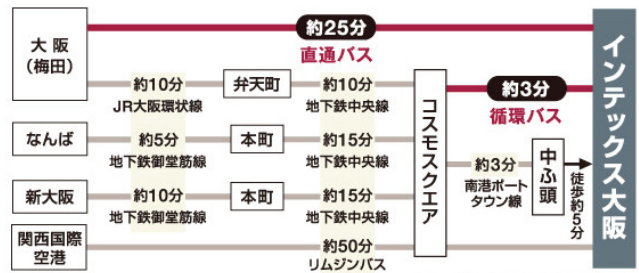 大阪
（梅田）
約25分
直通バス
約10分
JR大阪環状線
弁天町
約10分
地下鉄中央線
なんば
約5分
地下鉄御堂筋線
本町
約15分
地下鉄中央線
新大阪
約10分
地下鉄御堂筋線
本町
約15分
地下鉄中央線
関西国際
空港
約50分
リムジンバス
コスモスクエア
約3分
循環バス
約3分
南港ポート
タウン線
中ふ頭
徒歩約5分
インテックス大阪